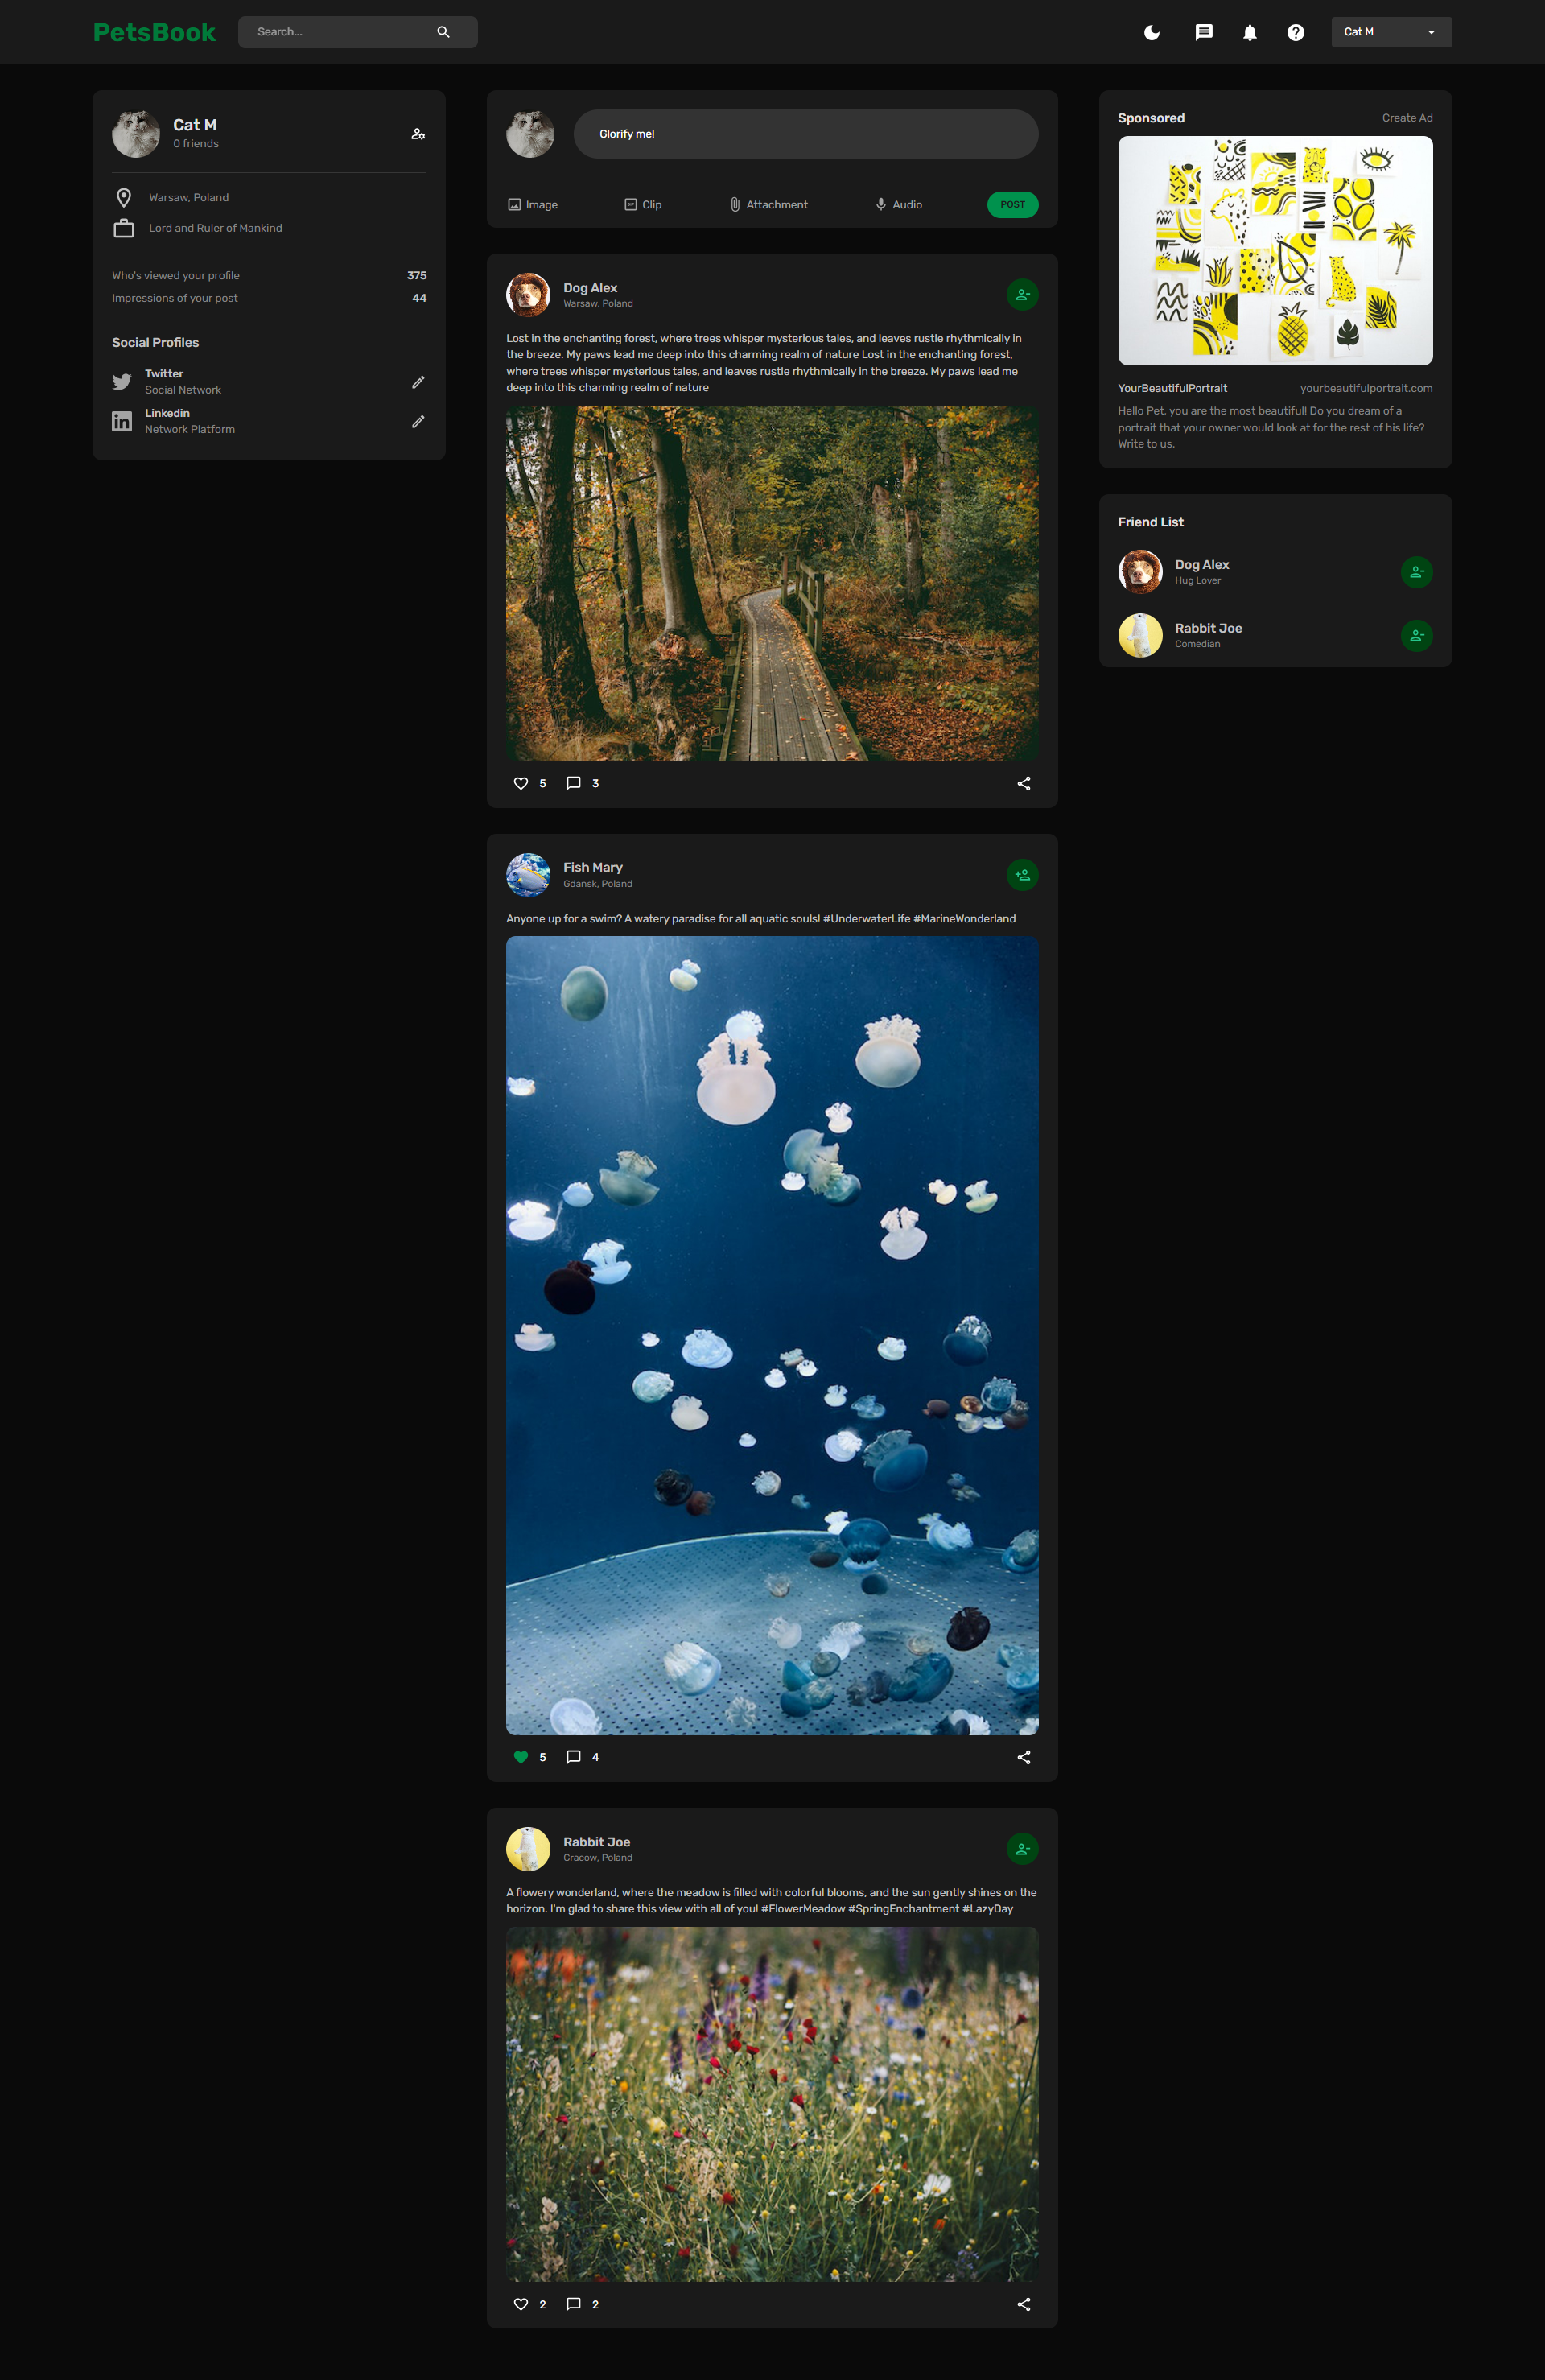 PetsBook
Search...
Cat M
Cat M
0 friends
Warsaw, Poland
Lord and Ruler of Mankind
Who's viewed your profile
375
Impressions of your post
44
Social Profiles
Twitter
Social Network
Linkedin
Network Platform
Glorify me!
Image
Clip
Attachment
Audio
POST
Dog Alex
Warsaw, Poland
Lost in the enchanting forest, where trees whisper mysterious tales, and leaves rustle rhythmically in
the breeze. My paws lead me deep into this charming realm of nature Lost in the enchanting forest,
where trees whisper mysterious tales, and leaves rustle rhythmically in the breeze. My paws lead me
deep into this charming realm of nature
5
3
Fish Mary
Gdansk, Poland
Anyone up for a swim? A watery paradise for all aquatic souls! #UnderwaterLife #MarineWonderland
5
4
Rabbit Joe
Cracow, Poland
A flowery wonderland, where the meadow is filled with colorful blooms, and the sun gently shines on the
horizon. I'm glad to share this view with all of you! #FlowerMeadow #SpringEnchantment #LazyDay
2
2
Sponsored
Create Ad
YourBeautifulPortrait
yourbeautifulportrait.com
Hello Pet, you are the most beautiful! Do you dream of a
portrait that your owner would look at for the rest of his life?
Write to us.
Friend List
Dog Alex
Hug Lover
Rabbit Joe
Comedian